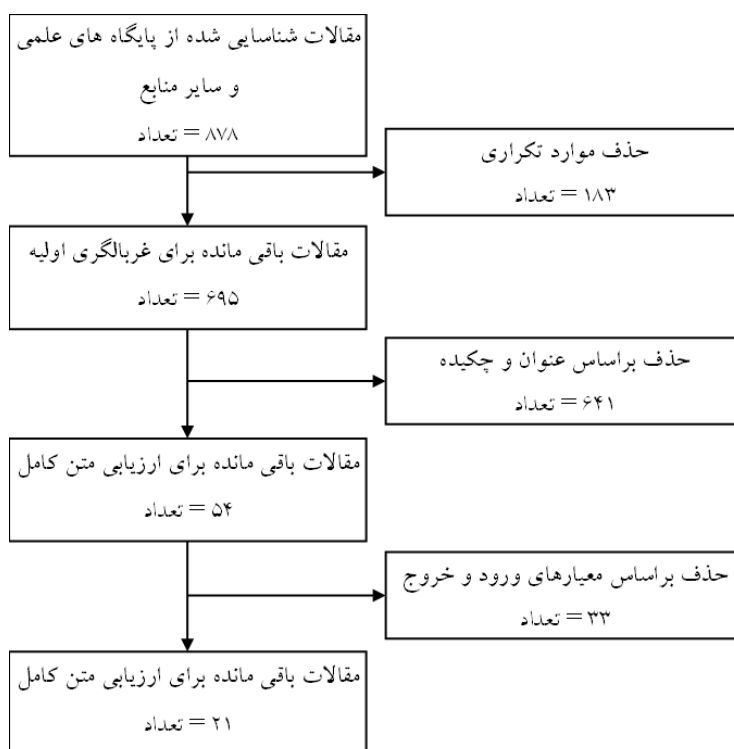 مقالات شناسایی شده از پایگاه های علمی
و سایر منابع
تعداد = ۸۷۸
حذف موارد تکراری
تعداد = ۱۸۳
مقالات باقی مانده برای غربالگری اولیه
تعداد = ۶۹۵
حذف براساس عنوان و چکیده
تعداد = ۶۴۱
مقالات باقی مانده برای ارزیابی متن کامل
تعداد = ۵۴
حذف براساس معیارهای ورود و خروج
تعداد = ۳۳
مقالات باقی مانده برای ارزیابی متن کامل
تعداد = ۲۱